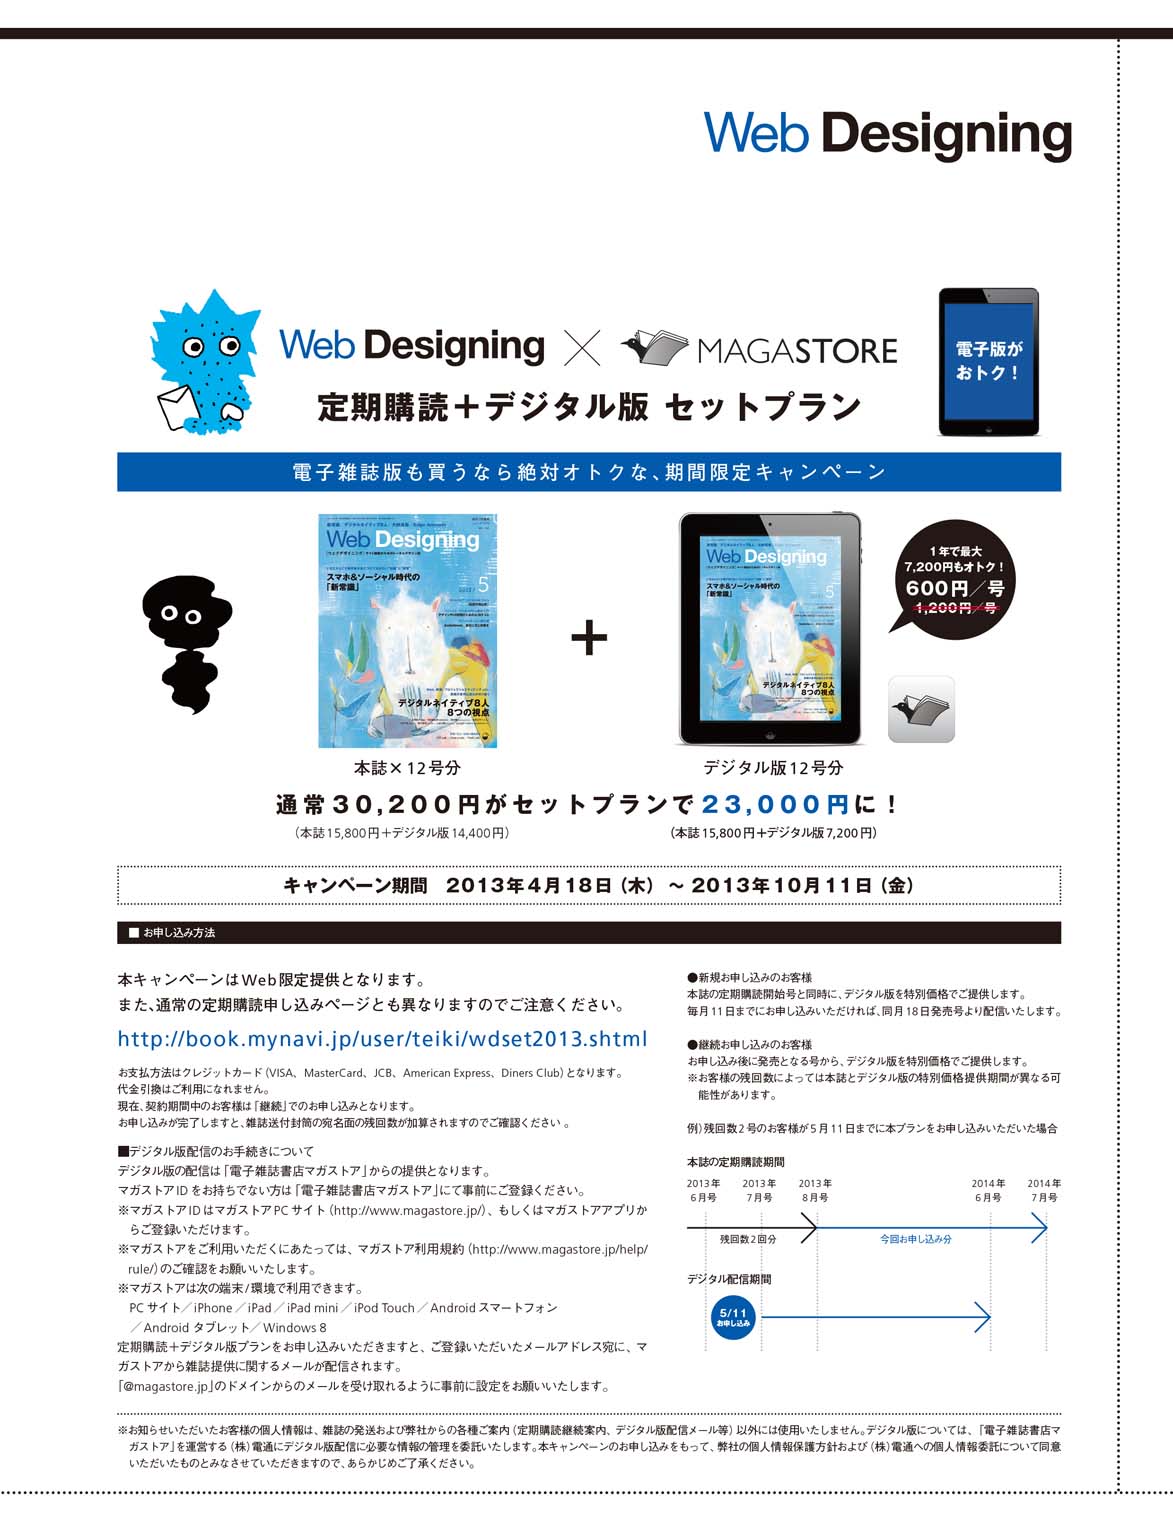 Web Designing
Web Designing × MAGASTORE
定期購読＋デジタル版 セットプラン
電子版が
おトク！
電子雑誌版も買うなら絶対オトクな、期間限定キャンペーン
Web Designing
スマホ&ソーシャル時代の
「新常識」
5
デジタルネイティブ8人
8つの視点
+
Web Designing
スマホ&ソーシャル時代の
「新常識」
5
デジタルネイティブ8人
8つの視点
1年で最大
7,200円もオトク！
600円／号
1,200円／号
本誌×12号分
デジタル版12号分
通常30,200円がセットプランで23,000円に！
（本誌15,800円＋デジタル版14,400円）
（本誌15,800円＋デジタル版7,200円）
キャンペーン期間　2013年4月18日（木）～2013年10月11日（金）
■ お申し込み方法
本キャンペーンはWeb限定提供となります。
また、通常の定期購読申し込みページとも異なりますのでご注意ください。
http://book.mynavi.jp/user/teiki/wdset2013.shtml
お支払方法はクレジットカード（VISA、MasterCard、JCB、American Express、Diners Club）となります。
代金引換はご利用になれません。
現在、契約期間中のお客様は「継続」でのお申し込みとなります。
お申し込みが完了しますと、雑誌送付封筒の宛名面の残回数が加算されますのでご確認ください 。
■デジタル版配信のお手続きについて
デジタル版の配信は「電子雑誌書店マガストア」からの提供となります。
マガストアIDをお持ちでない方は「電子雑誌書店マガストア」にて事前にご登録ください。
※マガストアIDはマガストアPCサイト（http://www.magastore.jp/）、もしくはマガストアアプリか
らご登録いただけます。
※マガストアをご利用いただくにあたっては、マガストア利用規約（http://www.magastore.jp/help/
rule/）のご確認をお願いいたします。
※マガストアは次の端末/環境で利用できます。
PCサイト／iPhone／iPad／iPad mini／iPod Touch／Androidスマートフォン
／Android タブレット／Windows 8
定期購読＋デジタル版プランをお申し込みいただきますと、ご登録いただいたメールアドレス宛に、マ
ガストアから雑誌提供に関するメールが配信されます。
「@magastore.jp」のドメインからのメールを受け取れるように事前に設定をお願いいたします。
●新規お申し込みのお客様
本誌の定期購読開始号と同時に、デジタル版を特別価格でご提供します。
毎月11日までにお申し込みいただければ、同月18日発売号より配信いたします。
●継続お申し込みのお客様
お申し込み後に発売となる号から、デジタル版を特別価格でご提供します。
※お客様の残回数によっては本誌とデジタル版の特別価格提供期間が異なる可
能性があります。
例）残回数2号のお客様が5月11日までに本プランをお申し込みいただいた場合
本誌の定期購読期間
2013年 2013年 2013年 2014年 2014年
6月号 7月号 8月号 6月号 7月号
残回数2回分
今回お申し込み分
デジタル配信期間
5/11
お申し込み
※お知らせいただいたお客様の個人情報は、雑誌の発送および弊社からの各種ご案内（定期購読継続案内、デジタル版配信メール等）以外には使用いたしません。デジタル版については、「電子雑誌書店マ
ガストア」を運営する（株）電通にデジタル版配信に必要な情報の管理を委託いたします。本キャンペーンのお申し込みをもって、弊社の個人情報保護方針および（株）電通への個人情報委託について同意
いただいたものとみなさせていただきますので、あらかじめご了承ください。